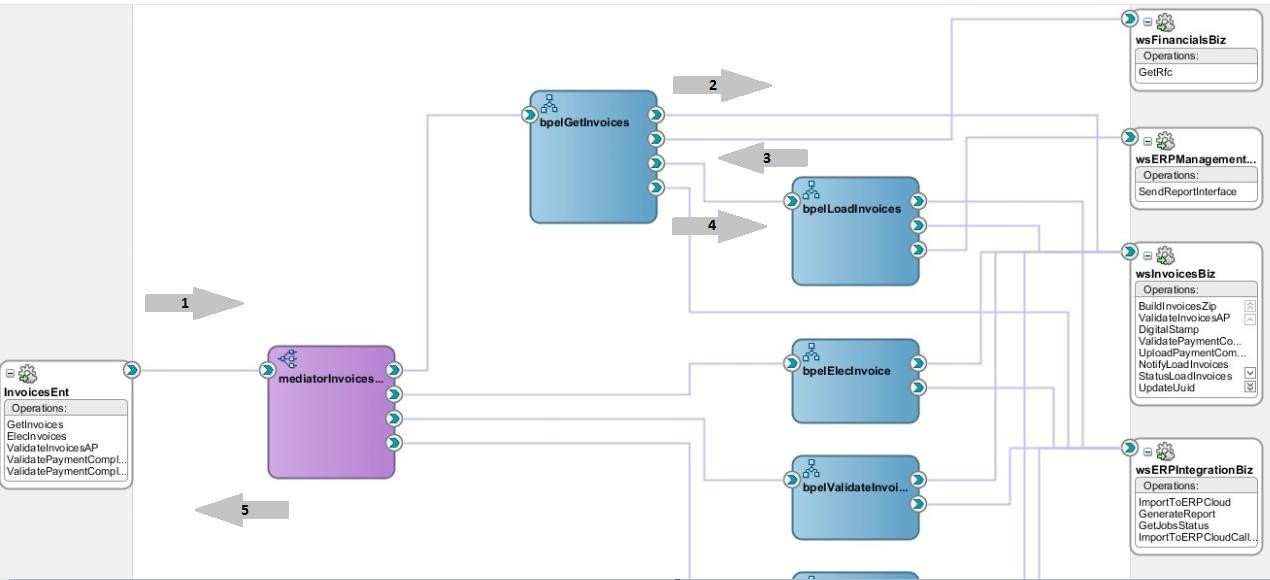 wsFinancialsBiz
Operations:
GetRfc
2
bpelGetInvoices
wsERPManagement...
Operations:
SendReportInterface
3
bpelLoadInvoices
4
wsInvoicesBiz
Operations:
BuildInvoicesZip
ValidateInvoicesAP
DigitalStamp
ValidatePaymentCo...
UploadPaymentCom...
NotifyLoadInvoices
StatusLoadInvoices
UpdateUuid
1
InvoicesEnt
Operations:
GetInvoices
ElecInvoices
ValidateInvoicesAP
ValidatePaymentCompl...
ValidatePaymentCompl...
mediatorInvoices...
bpelElecInvoice
bpelValidateInvoi...
wsERPIntegrationBiz
Operations:
ImportToERPCloud
GenerateReport
GetJobsStatus
ImportToERPCloudCall...
5